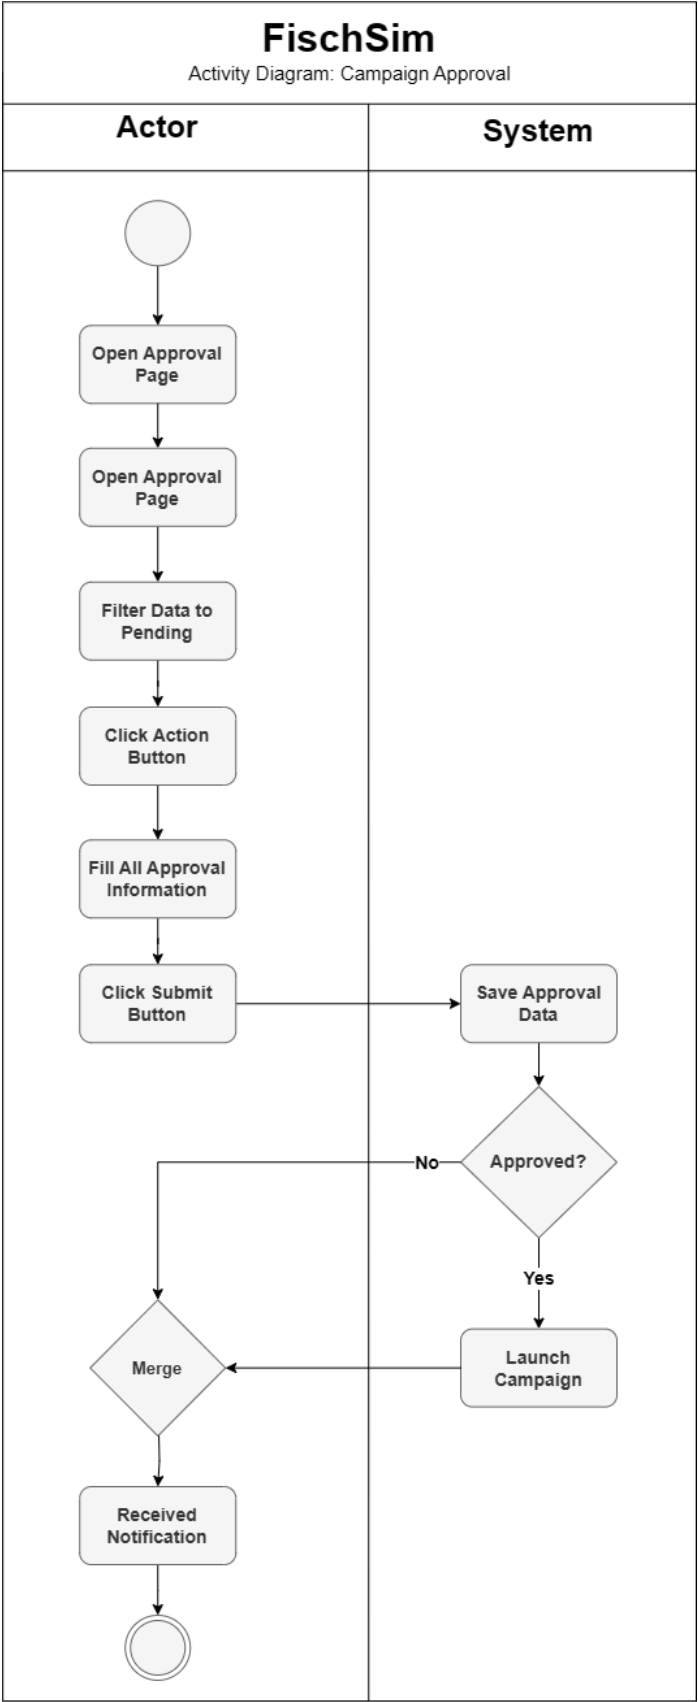 FischSim
Activity Diagram: Campaign Approval
Actor
System
Open Approval
Page
Open Approval
Page
Filter Data to
Pending
Click Action
Button
Fill All Approval
Information
Click Submit
Button
Save Approval
Data
Approved?
No
Yes
Launch
Campaign
Merge
Received
Notification